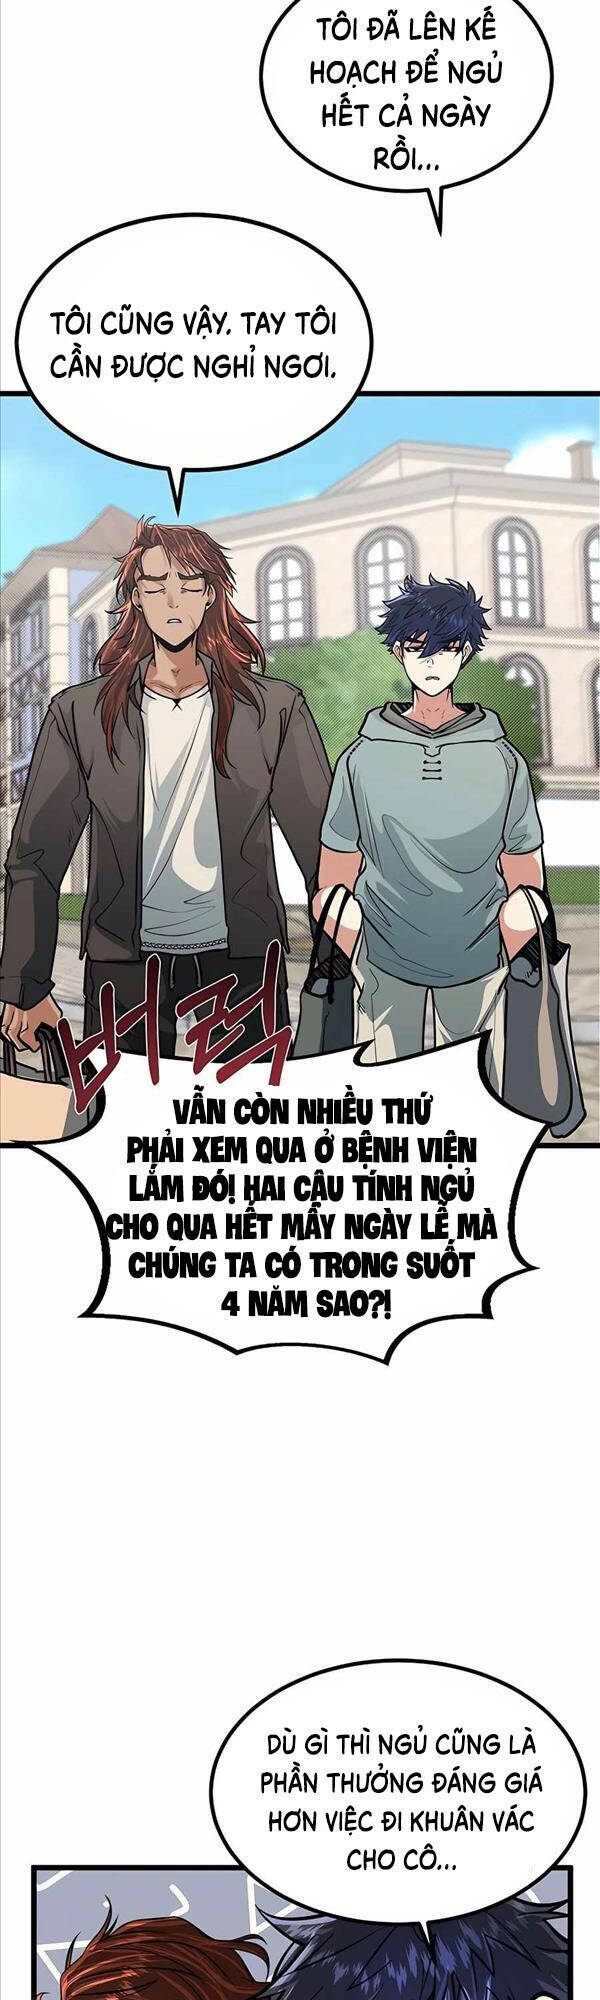 TÔI ĐÃ LÊN KẾ
HOẠCH ĐỂ NGỦ
HẾT CẢ NGÀY
RỒI...
TÔI CŨNG VẬY. TAY TÔI
CẦN ĐƯỢC NGHỈ NGƠI.
버럭
VẪN CÒN NHIỀU THỨ
PHẢI XEM QUA Ở BỆNH VIỆN
LẮM ĐÓ! HAI CẬU TÍNH NGỦ
CHO QUA HẾT MẤY NGÀY LỄ MÀ
CHÚNG TA CÓ TRONG SUỐT
4 NĂM SAO?!
DÙ GÌ THÌ NGỦ CŨNG LÀ
PHẦN THƯỞNG ĐÁNG GIÁ
HƠN VIỆC ĐI KHUÂN VÁC
CHO CÔ...